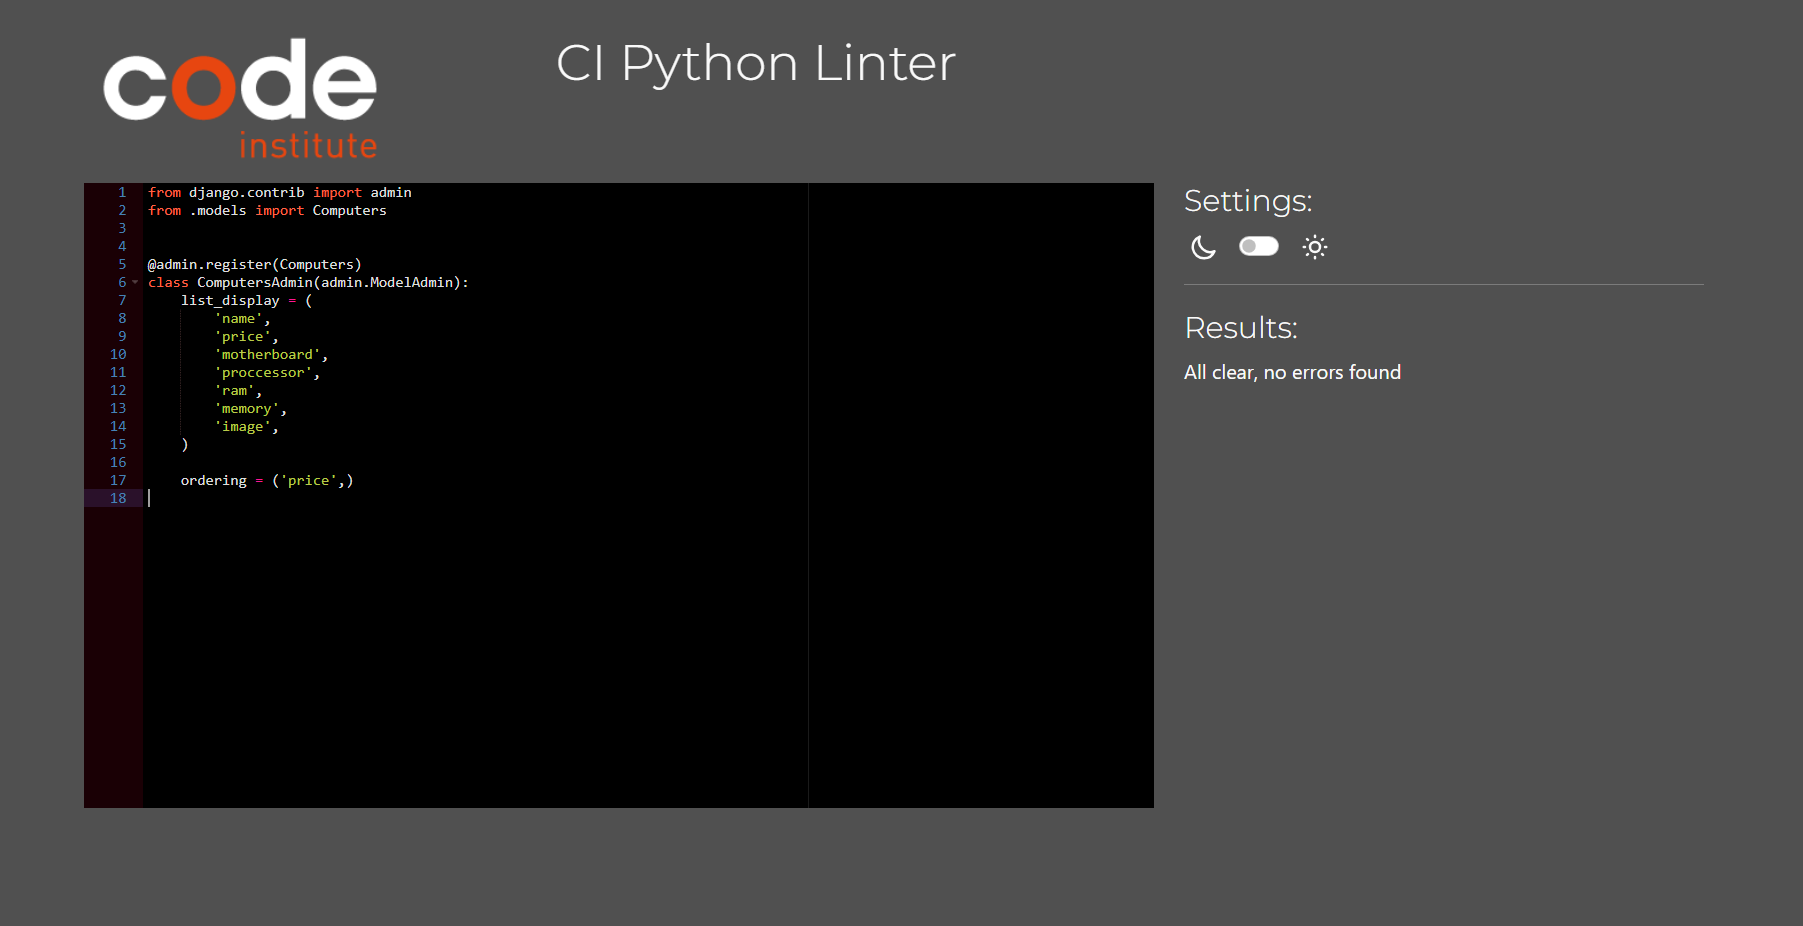 code
institute
CI Python Linter
1 from django.contrib import admin
2 from .models import Computers
3
4
5 @admin.register(Computers)
6 class ComputersAdmin(admin.ModelAdmin):
7     list_display = (
8         'name',
9         'price',
10         'motherboard',
11         'proccessor',
12         'ram',
13         'memory',
14         'image',
15     )
16
17     ordering = ('price',)
18
Settings:
Results:
All clear, no errors found